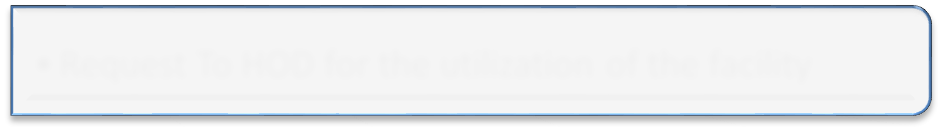 • Request To HOD for the utilization of the facility